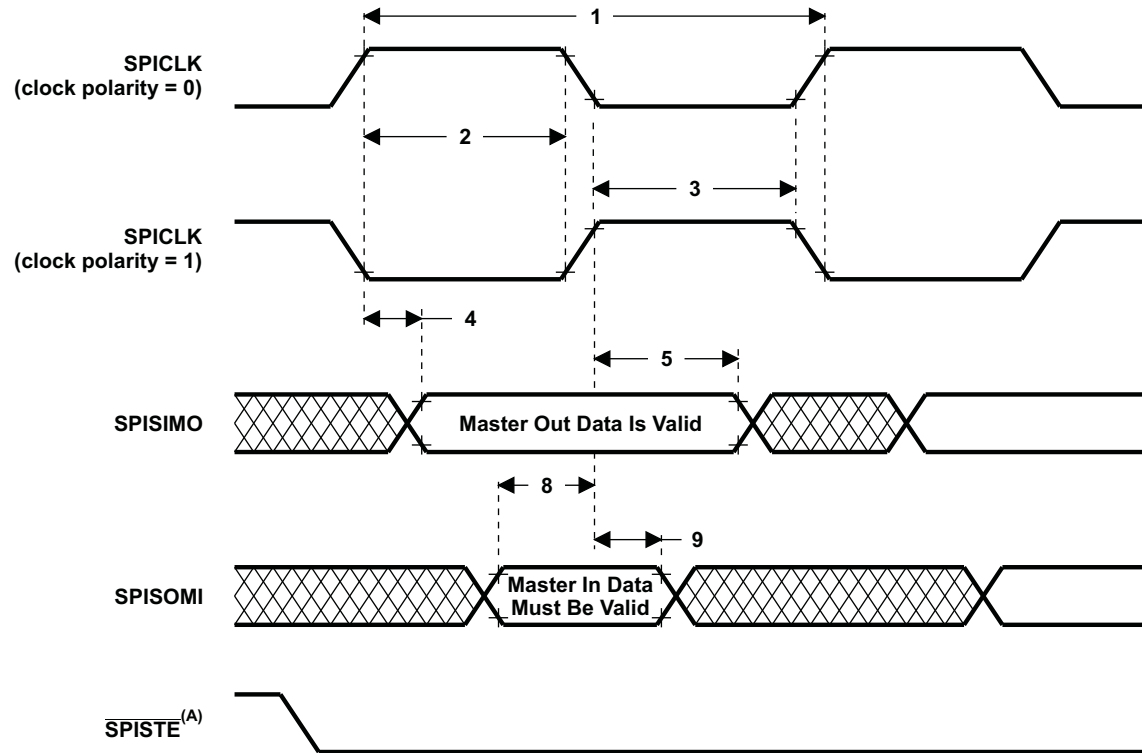 1
SPICLK
(clock polarity = 0)
2
3
SPICLK
(clock polarity = 1)
4
5
SPISIMO
Master Out Data Is Valid
8
9
SPISOMI
Master In Data
Must Be Valid
SPISTE(A)